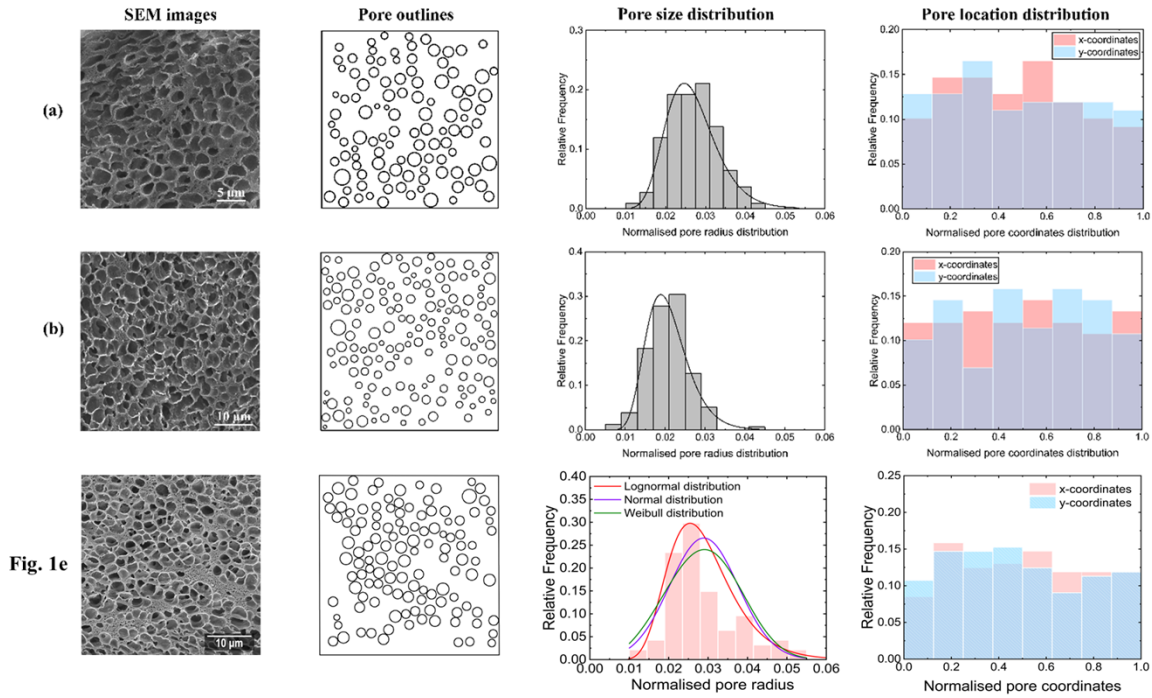 SEM images Pore outlines Pore size distribution Pore location distribution
(a)
5 μm
0.3
0.2
0.1
0.0
Relative Frequency
0.00 0.01 0.02 0.03 0.04 0.05 0.06
Normalised pore radius distribution
0.20
0.15
0.10
0.05
0.00
Relative Frequency
x-coordinates
y-coordinates
0.0 0.2 0.4 0.6 0.8 1.0
Normalised pore coordinates distribution
(b)
10 μm
0.4
0.3
0.2
0.1
0.0
Relative Frequency
0.00 0.01 0.02 0.03 0.04 0.05 0.06
Normalised pore radius distribution
0.20
0.15
0.10
0.05
0.00
Relative Frequency
x-coordinates
y-coordinates
0.0 0.2 0.4 0.6 0.8 1.0
Normalised pore coordinates distribution
Fig. 1e
10 μm
0.40
0.35
0.30
0.25
0.20
0.15
0.10
0.05
0.00
Relative Frequency
Lognormal distribution
Normal distribution
Weibull distribution
0.00 0.01 0.02 0.03 0.04 0.05 0.06
Normalised pore radius
0.25
0.20
0.15
0.10
0.05
0.00
Relative Frequency
x-coordinates
y-coordinates
0.0 0.2 0.4 0.6 0.8 1.0
Normalised pore coordinates